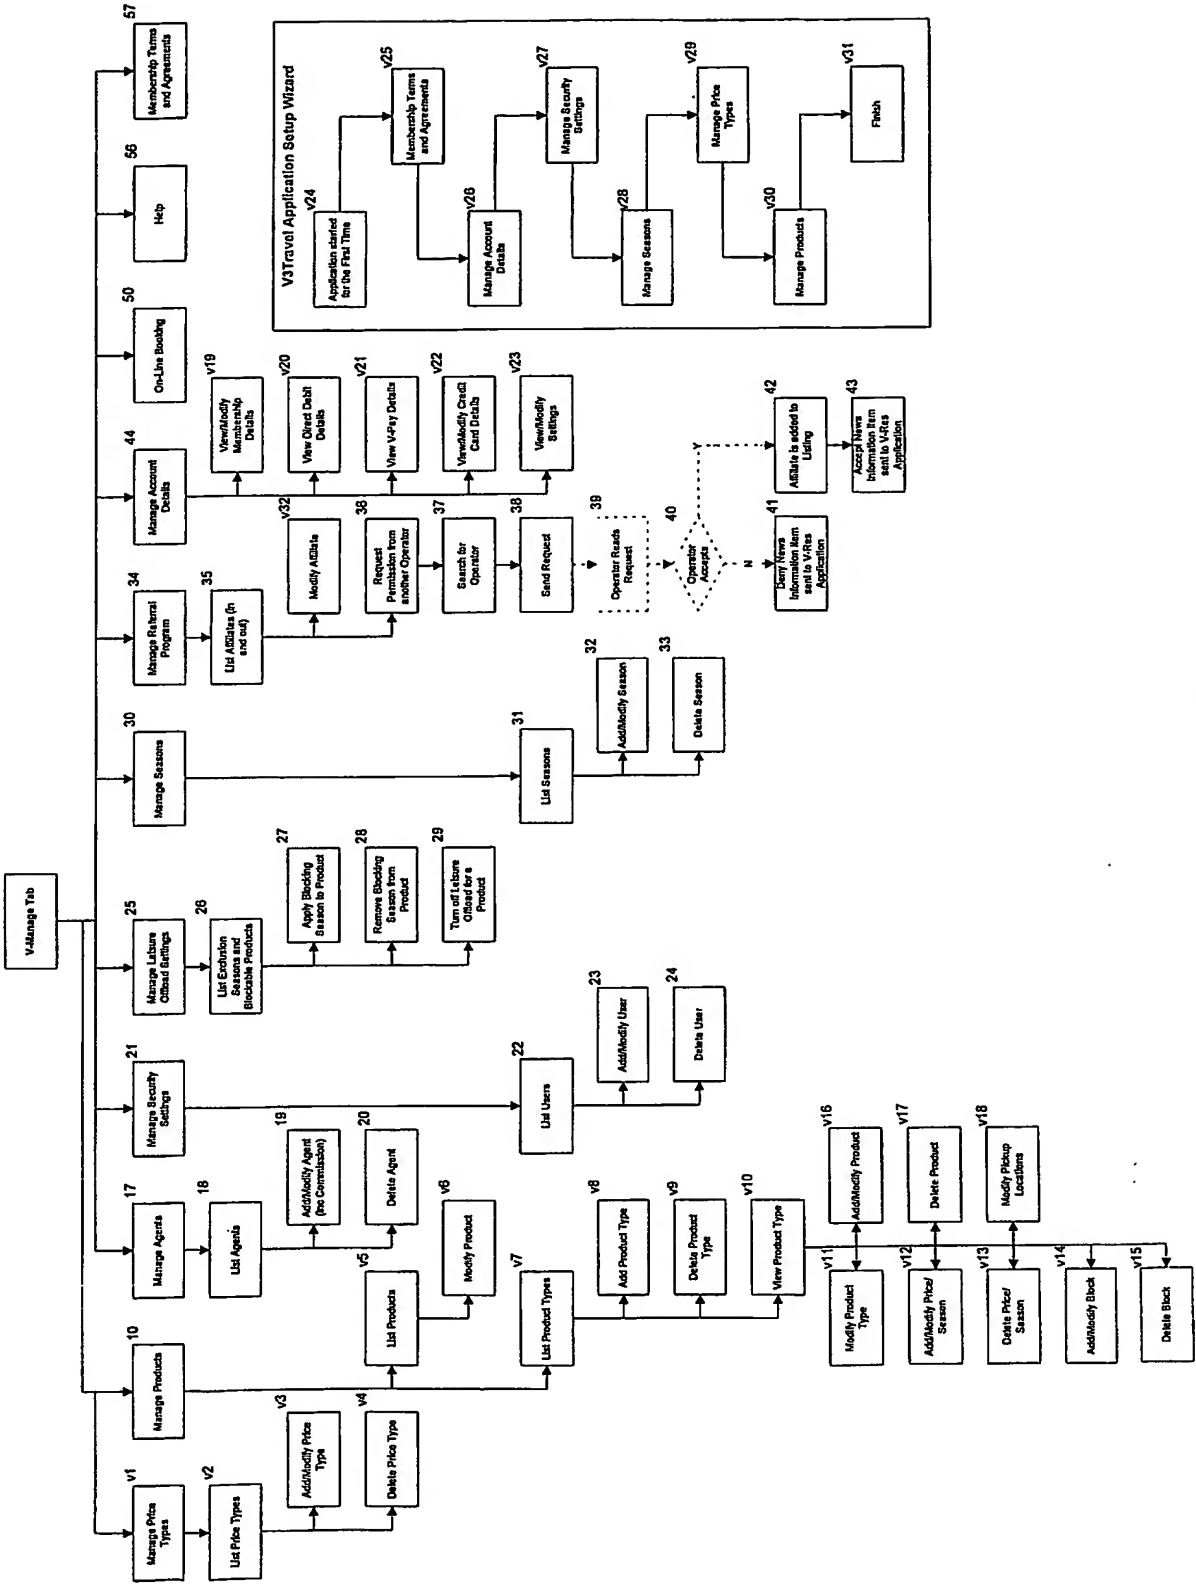 V-Manage Tab
v1
Manage Price
Types
v2
List Price Types
v3
Add/Modify Price
Type
v4
Delete Price Type
10
Manage Products
v5
List Products
v6
Modify Product
v7
List Product Types
v8
Add Product Type
v9
Delete Product
Type
v10
View Product Type
v11
Modify Product
Type
v12
Add/Modify Price/
Season
v13
Delete Price/
Season
v14
Add/Modify Block
v15
Delete Block
v16
Add/Modify Product
v17
Delete Product
v18
Modify Pickup
Locations
17
Manage Agents
18
List Agents
19
Add/Modify Agent
(Inc Commission)
20
Delete Agent
21
Manage Security
Settings
22
List Users
23
Add/Modify User
24
Delete User
25
Manage Leisure
Offload Settings
26
List Exclusion
Seasons and
Blockable Products
27
Apply Blocking
Season to Product
28
Remove Blocking
Season from
Product
29
Turn off Leisure
Offload for a
Product
30
Manage Seasons
31
List Seasons
32
Add/Modify Season
33
Delete Season
34
Manage Referral
Program
35
List Affiliates (In
and out)
v32
Modify Affiliate
36
Request
Permission from
another Operator
37
Search for
Operator
38
Send Request
39
Operator Reads
Request
40
Operator
Accepts
N
Y
41
Deny News
Information Item
sent to V-Res
Application
42
Affiliate is added to
Listing
43
Accept News
Information Item
sent to V-Res
Application
44
Manage Account
Details
v19
View/Modify
Membership
Details
v20
View Direct Debit
Details
v21
View V-Pay Details
v22
View/Modify Credit
Card Details
v23
View/Modify
Settings
50
On-Line Booking
56
Help
57
Membership Terms
and Agreements
V3Travel Application Setup Wizard
v24
Application started
for the First Time
v25
Membership Terms
and Agreements
v26
Manage Account
Details
v27
Manage Security
Settings
v28
Manage Seasons
v29
Manage Price
Types
v30
Manage Products
v31
Finish